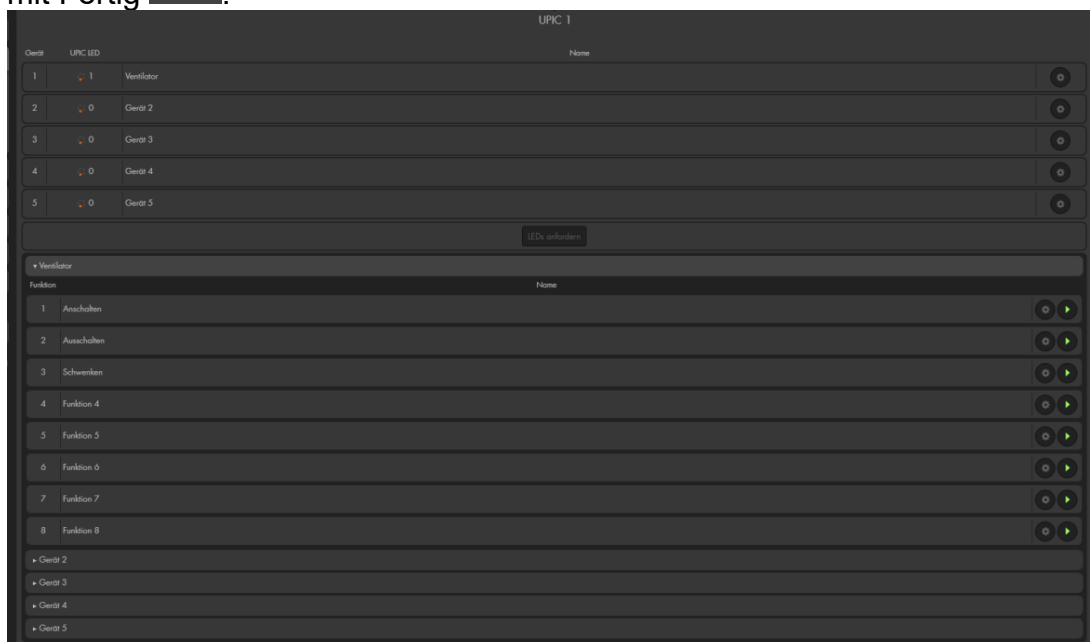 mit Fertig
UPIC 1
Gerät UPIC LED Name
1 1 Ventilator
2 0 Gerät 2
3 0 Gerät 3
4 0 Gerät 4
5 0 Gerät 5
LEDs anfordern
▾ Ventilator
Funktion Name
1 Anschalten
2 Ausschalten
3 Schwenken
4 Funktion 4
5 Funktion 5
6 Funktion 6
7 Funktion 7
8 Funktion 8
▸ Gerät 2
▸ Gerät 3
▸ Gerät 4
▸ Gerät 5